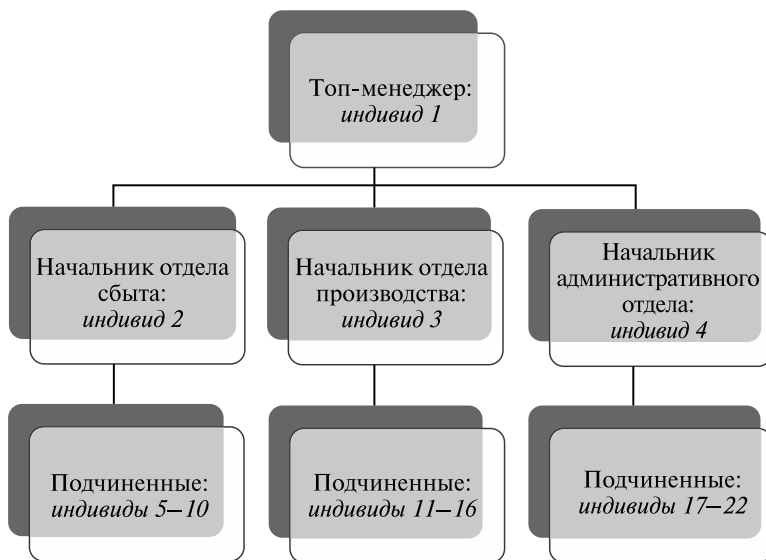 Топ-менеджер:
индивид 1
Начальник отдела
сбыта:
индивид 2
Начальник отдела
производства:
индивид 3
Начальник
административного
отдела:
индивид 4
Подчиненные:
индивиды 5–10
Подчиненные:
индивиды 11–16
Подчиненные:
индивиды 17–22